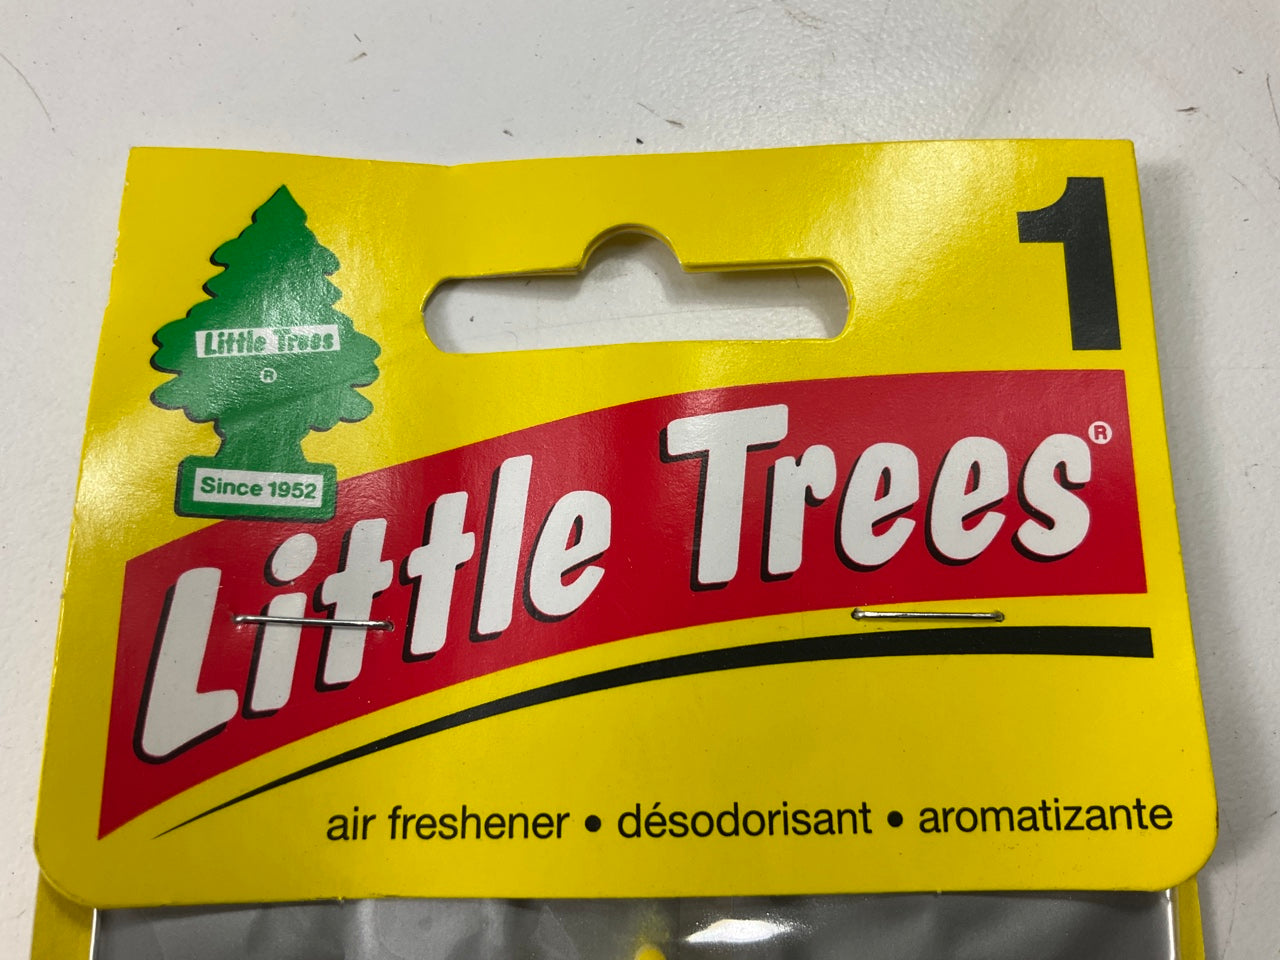 1
Little Trees
®
Since 1952
Little Trees®
air freshener • désodorisant • aromatizante